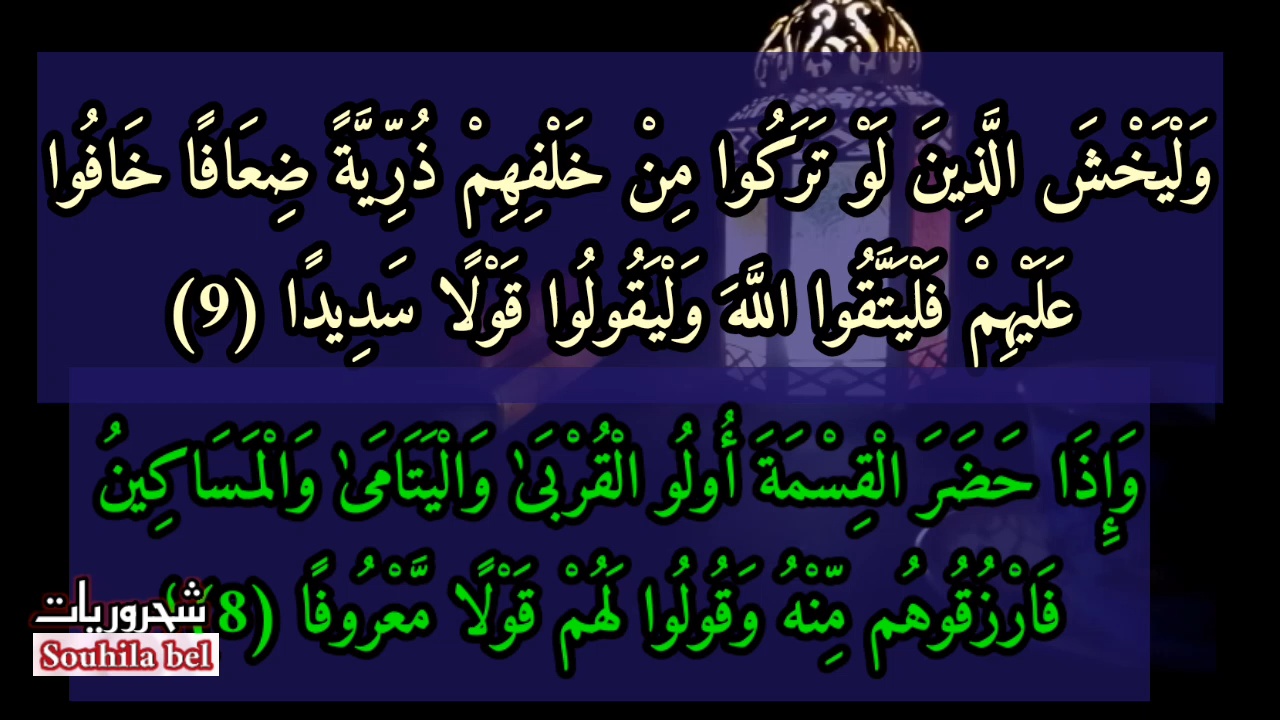 وَلْيَخْشَ الَّذِينَ لَوْ تَرَكُوا مِنْ خَلْفِهِمْ ذُرِّيَّةً ضِعَافًا خَافُوا
عَلَيْهِمْ فَلْيَتَّقُوا اللَّهَ وَلْيَقُولُوا قَوْلًا سَدِيدًا (9)
وَإِذَا حَضَرَ الْقِسْمَةَ أُولُو الْقُرْبَىٰ وَالْيَتَامَىٰ وَالْمَسَاكِينُ
فَارْزُقُوهُم مِّنْهُ وَقُولُوا لَهُمْ قَوْلًا مَّعْرُوفًا (8)
شحروريات
Souhila bel